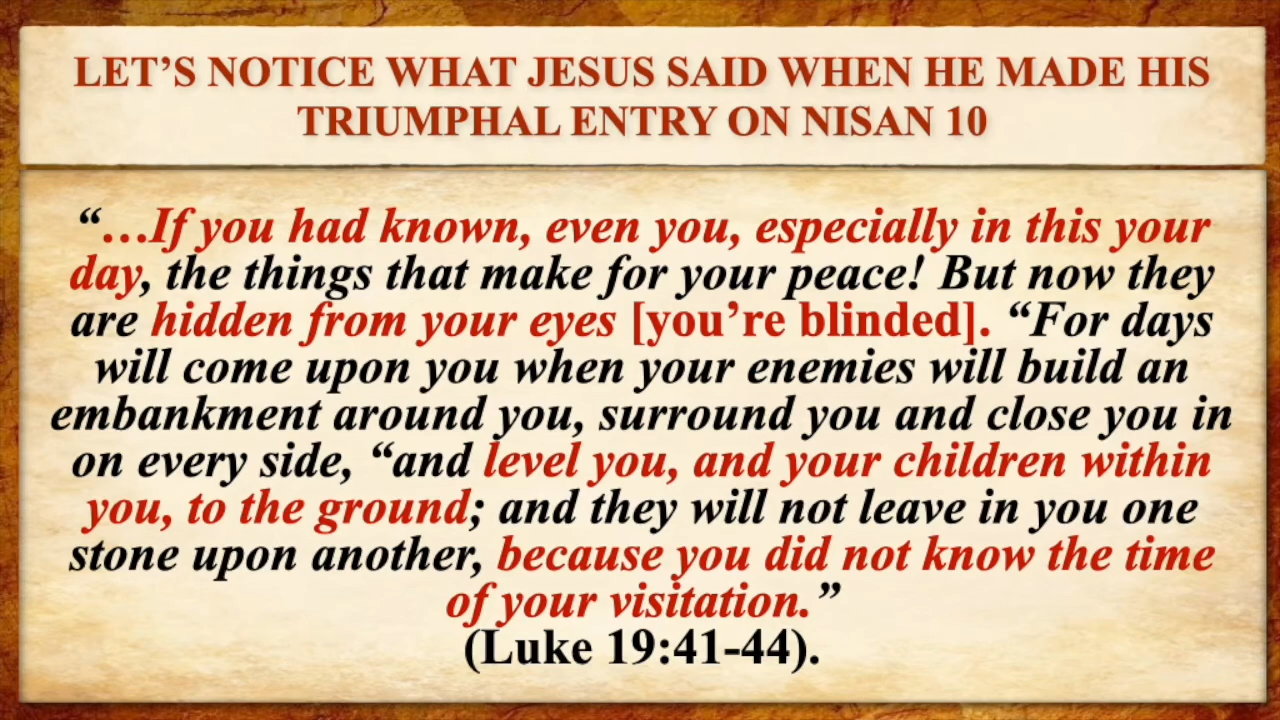 LET’S NOTICE WHAT JESUS SAID WHEN HE MADE HIS
TRIUMPHAL ENTRY ON NISAN 10
“…If you had known, even you, especially in this your
day, the things that make for your peace! But now they
are hidden from your eyes [you’re blinded]. “For days
will come upon you when your enemies will build an
embankment around you, surround you and close you in
on every side, “and level you, and your children within
you, to the ground; and they will not leave in you one
stone upon another, because you did not know the time
of your visitation.”
(Luke 19:41-44).